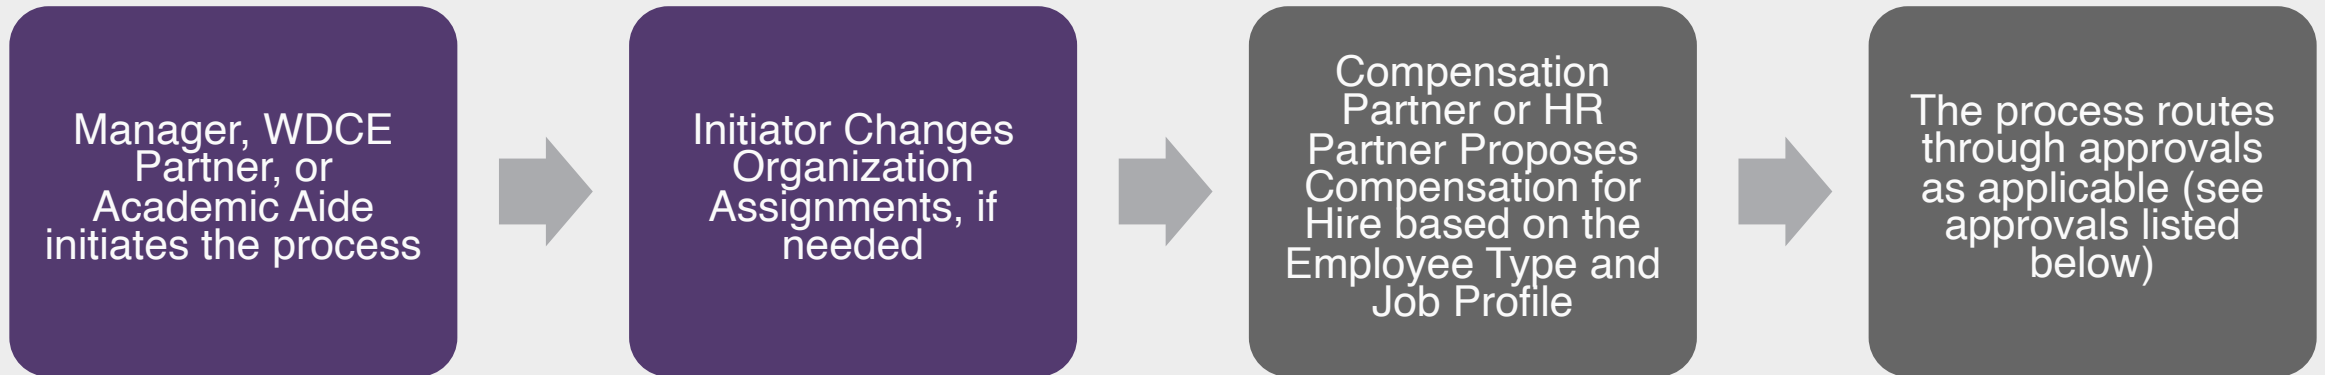 Manager, WDCE
Partner, or
Academic Aide
initiates the process
Initiator Changes
Organization
Assignments, if
needed
Compensation
Partner or HR
Partner Proposes
Compensation for
Hire based on the
Employee Type and
Job Profile
The process routes
through approvals
as applicable (see
approvals listed
below)